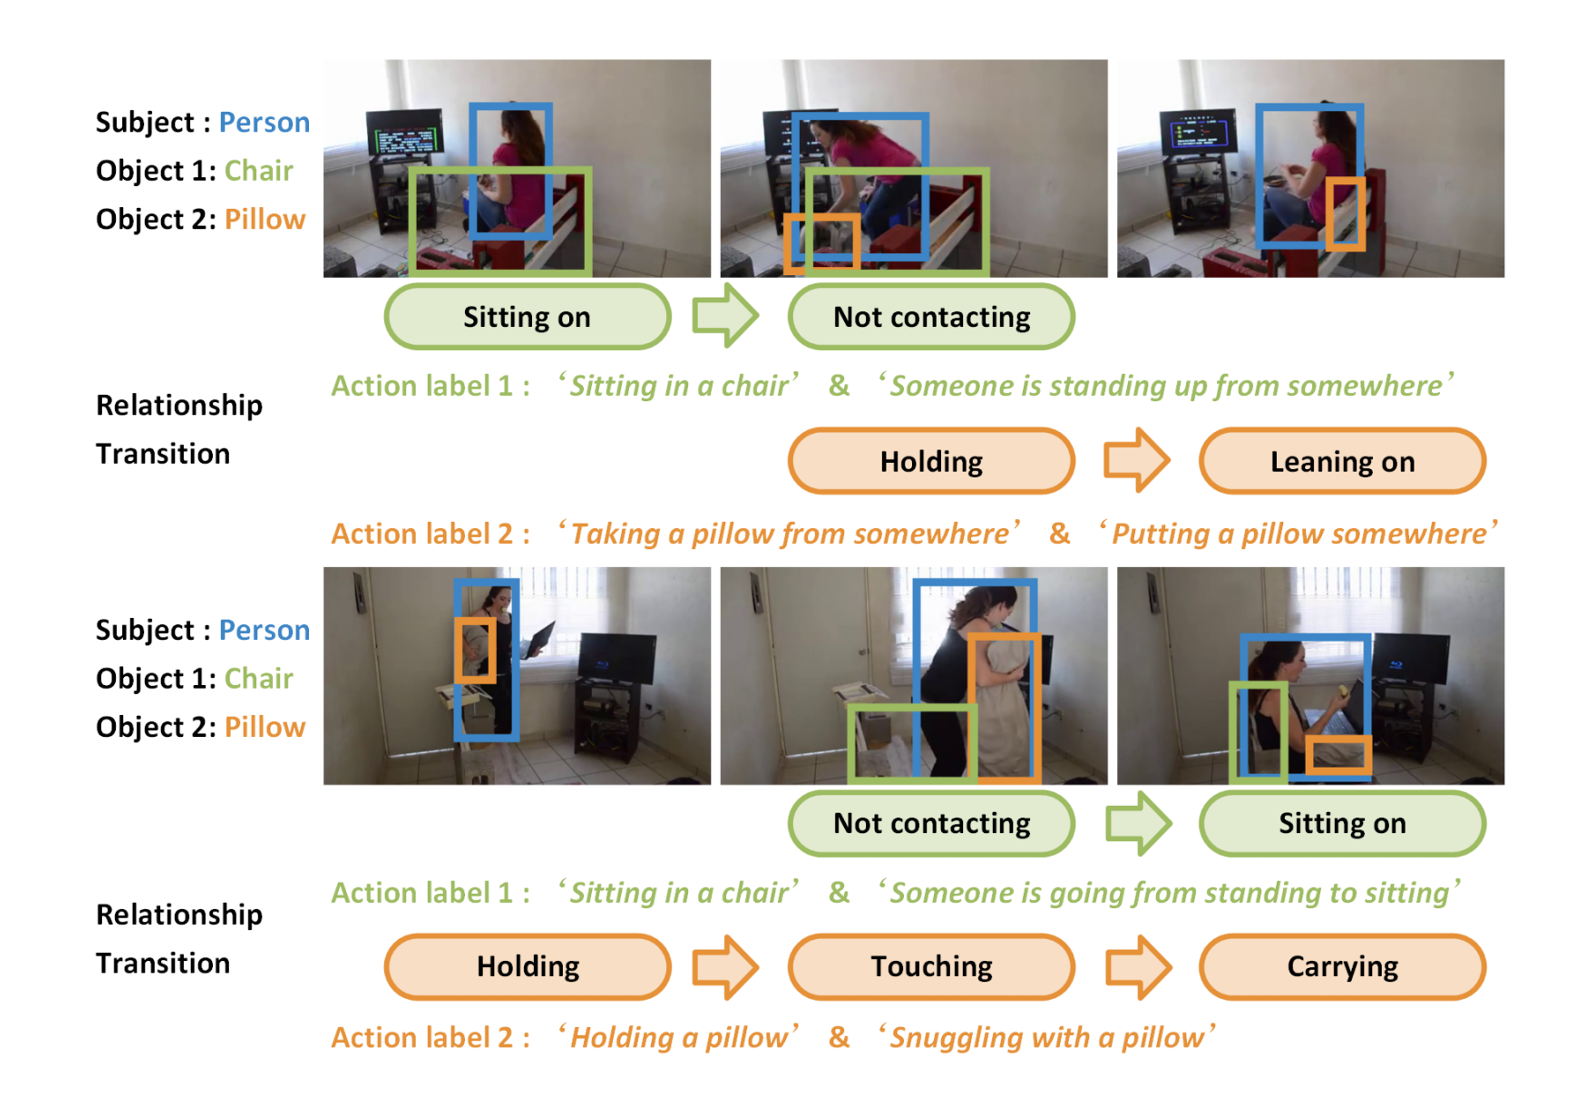 Subject : Person
Object 1: Chair
Object 2: Pillow
Sitting on
Not contacting
Action label 1 : ‘Sitting in a chair’ & ‘Someone is standing up from somewhere’
Relationship
Transition
Holding
Leaning on
Action label 2 : ‘Taking a pillow from somewhere’ & ‘Putting a pillow somewhere’
Subject : Person
Object 1: Chair
Object 2: Pillow
Not contacting
Sitting on
Action label 1 : ‘Sitting in a chair’ & ‘Someone is going from standing to sitting’
Relationship
Transition
Holding
Touching
Carrying
Action label 2 : ‘Holding a pillow’ & ‘Snuggling with a pillow’